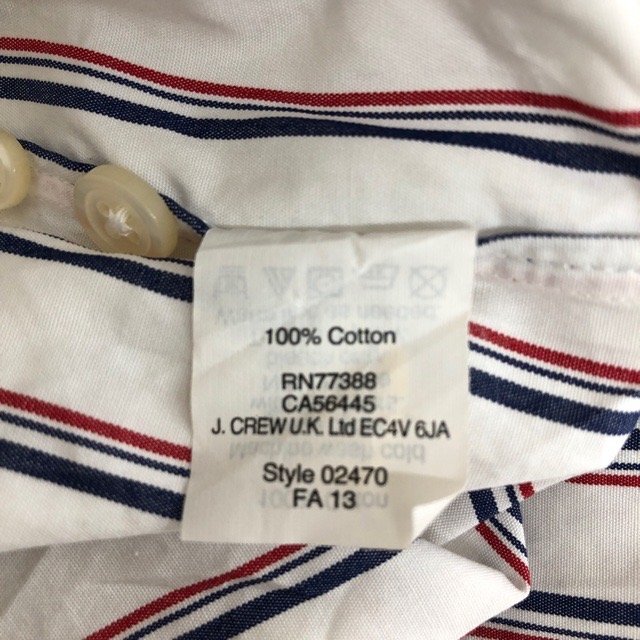 100% Cotton
RN77388
CA56445
J. CREW U.K. Ltd EC4V 6JA
Style 02470
FA 13